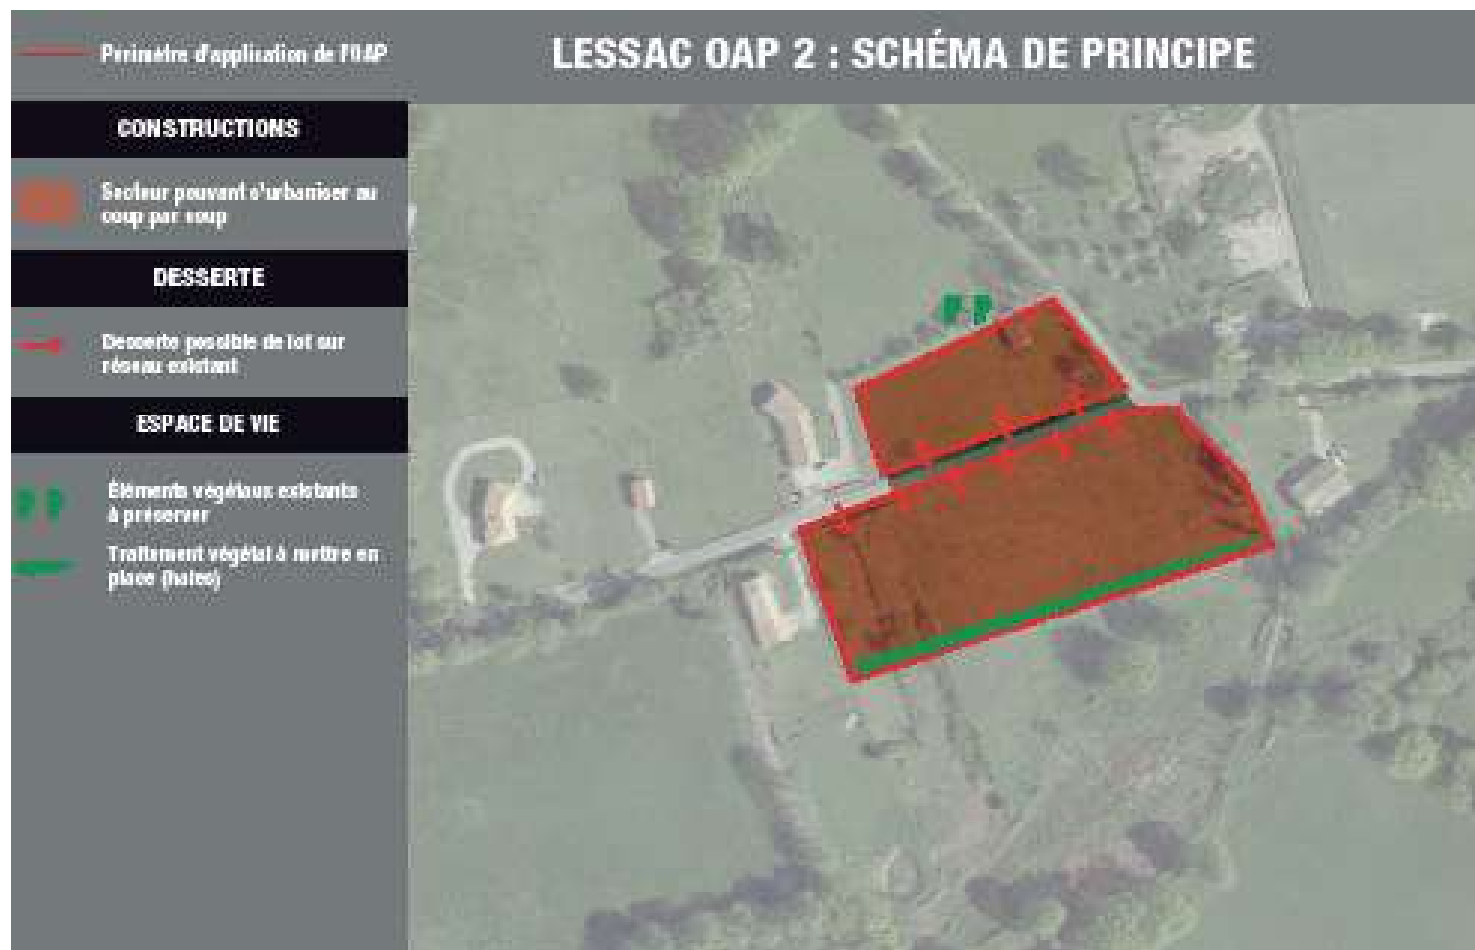 LESSAC OAP 2 : SCHÉMA DE PRINCIPE
Périmètre d'application de l'OAP
CONSTRUCTIONS
Secteur pouvant s'urbaniser au
coup par coup
DESSERTE
Desserte possible de lot sur
réseau existant
ESPACE DE VIE
Éléments végétaux existants
à préserver
Traitement végétal à mettre en
place (haies)